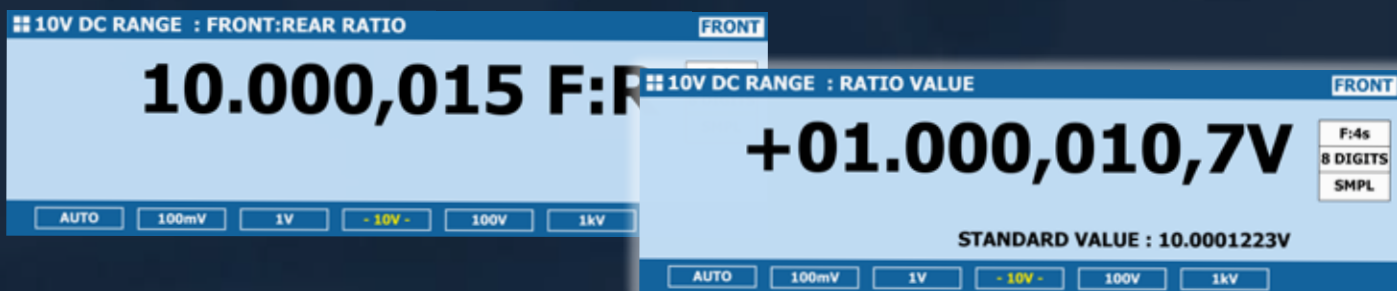 10V DC RANGE : FRONT:REAR RATIO FRONT
10.000,015 F:R
AUTO 100mV 1V - 10V - 100V 1kV
10V DC RANGE : RATIO VALUE FRONT
+01.000,010,7V
F:4s
8 DIGITS
SMPL
STANDARD VALUE : 10.0001223V
AUTO 100mV 1V - 10V - 100V 1kV